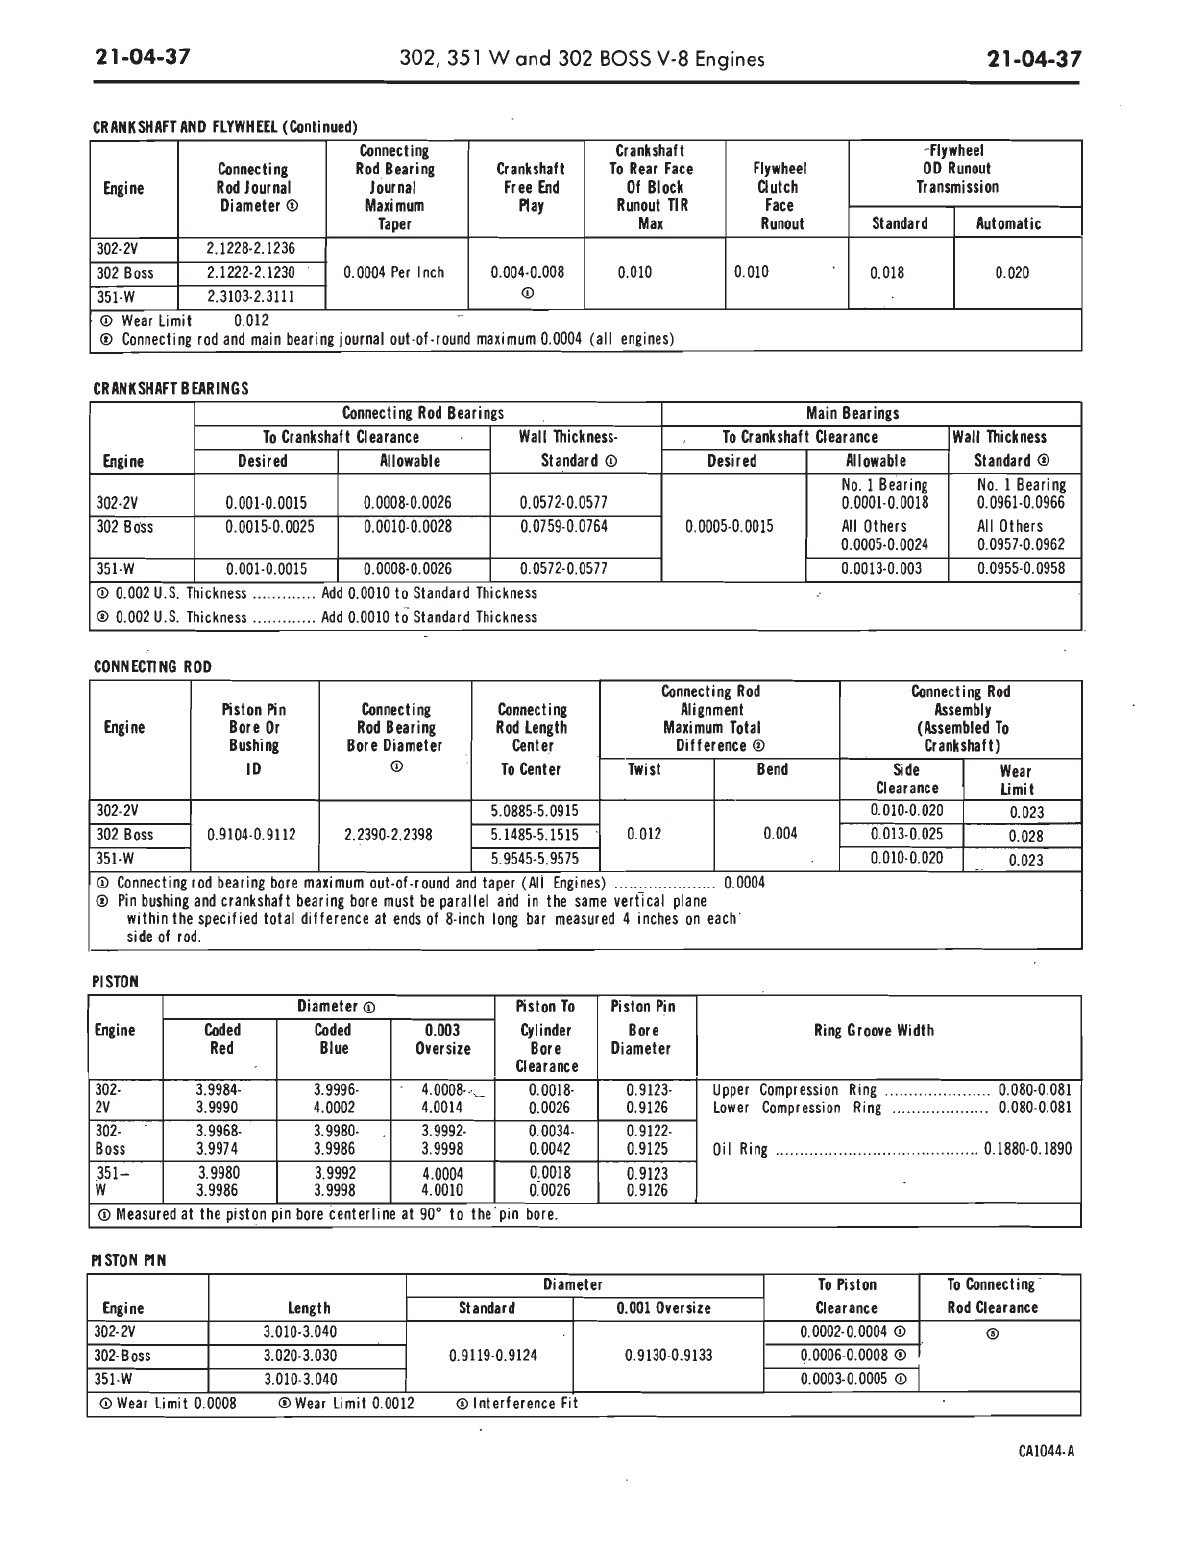 21-04-37 302, 351 W and 302 BOSS V-8 Engines 21-04-37
CRANKSHAFT AND FLYWHEEL (Continued)
Engine
Connecting Rod Journal Diameter ①
Connecting Rod Bearing Journal Maximum Taper
Crankshaft Free End Play
Crankshaft To Rear Face Of Block Runout TIR Max
Flywheel Clutch Face Runout
Flywheel OD Runout Transmission
Standard Automatic
302-2V 2.1228-2.1236
302 Boss 2.1222-2.1230 0.0004 Per Inch 0.004-0.008 0.010 0.010 0.018 0.020
351-W 2.3103-2.3111 ①
① Wear Limit 0.012
② Connecting rod and main bearing journal out-of-round maximum 0.0004 (all engines)
CRANKSHAFT BEARINGS
Connecting Rod Bearings Main Bearings
To Crankshaft Clearance Wall Thickness- To Crankshaft Clearance Wall Thickness
Engine Desired Allowable Standard ① Desired Allowable Standard ②
No. 1 Bearing No. 1 Bearing
302-2V 0.001-0.0015 0.0008-0.0026 0.0572-0.0577 0.0001-0.0018 0.0961-0.0966
302 Boss 0.0015-0.0025 0.0010-0.0028 0.0759-0.0764 0.0005-0.0015 All Others All Others
0.0005-0.0024 0.0957-0.0962
351-W 0.001-0.0015 0.0008-0.0026 0.0572-0.0577 0.0013-0.003 0.0955-0.0958
① 0.002 U.S. Thickness ............. Add 0.0010 to Standard Thickness
② 0.002 U.S. Thickness ............. Add 0.0010 to Standard Thickness
CONNECTING ROD
Engine
Piston Pin Bore Or Bushing ID
Connecting Rod Bearing Bore Diameter ①
Connecting Rod Length Center To Center
Connecting Rod Alignment Maximum Total Difference ②
Twist Bend
Connecting Rod Assembly (Assembled To Crankshaft)
Side Clearance
Wear Limit
302-2V 5.0885-5.0915 0.010-0.020 0.023
302 Boss 0.9104-0.9112 2.2390-2.2398 5.1485-5.1515 0.012 0.004 0.013-0.025 0.028
351-W 5.9545-5.9575 0.010-0.020 0.023
① Connecting rod bearing bore maximum out-of-round and taper (All Engines) ..................... 0.0004
② Pin bushing and crankshaft bearing bore must be parallel and in the same vertical plane
within the specified total difference at ends of 8-inch long bar measured 4 inches on each
side of rod.
PISTON
Engine
Diameter ①
Coded Red
Coded Blue
0.003 Oversize
Piston To Cylinder Bore Clearance
Piston Pin Bore Diameter
Ring Groove Width
302- 3.9984- 3.9996- 4.0008- 0.0018- 0.9123- Upper Compression Ring ...................... 0.080-0.081
2V 3.9990 4.0002 4.0014 0.0026 0.9126 Lower Compression Ring .................... 0.080-0.081
302- 3.9968- 3.9980- 3.9992- 0.0034- 0.9122-
Boss 3.9974 3.9986 3.9998 0.0042 0.9125 Oil Ring .......................................... 0.1880-0.1890
351- 3.9980 3.9992 4.0004 0.0018 0.9123
W 3.9986 3.9998 4.0010 0.0026 0.9126
① Measured at the piston pin bore centerline at 90° to the pin bore.
PISTON PIN
Diameter To Piston To Connecting
Engine Length Standard 0.001 Oversize Clearance Rod Clearance
302-2V 3.010-3.040 0.0002-0.0004 ① ③
302-Boss 3.020-3.030 0.9119-0.9124 0.9130-0.9133 0.0006-0.0008 ②
351-W 3.010-3.040 0.0003-0.0005 ①
① Wear Limit 0.0008 ② Wear Limit 0.0012 ③ Interference Fit
CA1044-A